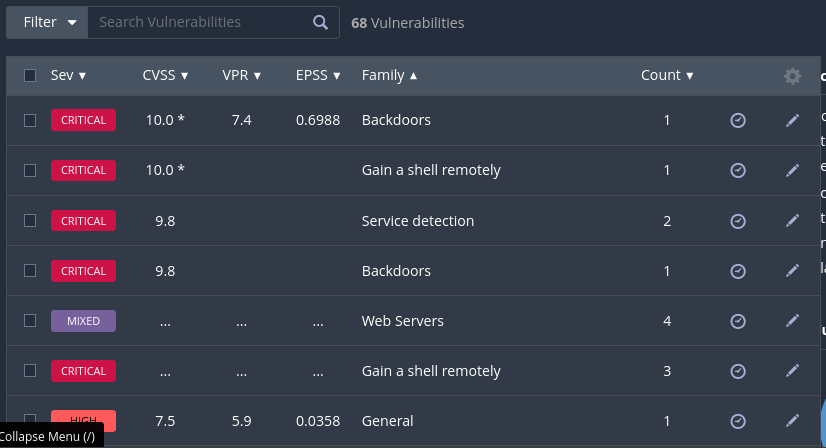 Filter ▼ Search Vulnerabilities 68 Vulnerabilities
Sev ▼ CVSS ▼ VPR ▼ EPSS ▼ Family ▲ Count ▼
CRITICAL 10.0 * 7.4 0.6988 Backdoors 1
CRITICAL 10.0 * Gain a shell remotely 1
CRITICAL 9.8 Service detection 2
CRITICAL 9.8 Backdoors 1
MIXED ... ... ... Web Servers 4
CRITICAL ... ... ... Gain a shell remotely 3
HIGH 7.5 5.9 0.0358 General 1
Collapse Menu (/)